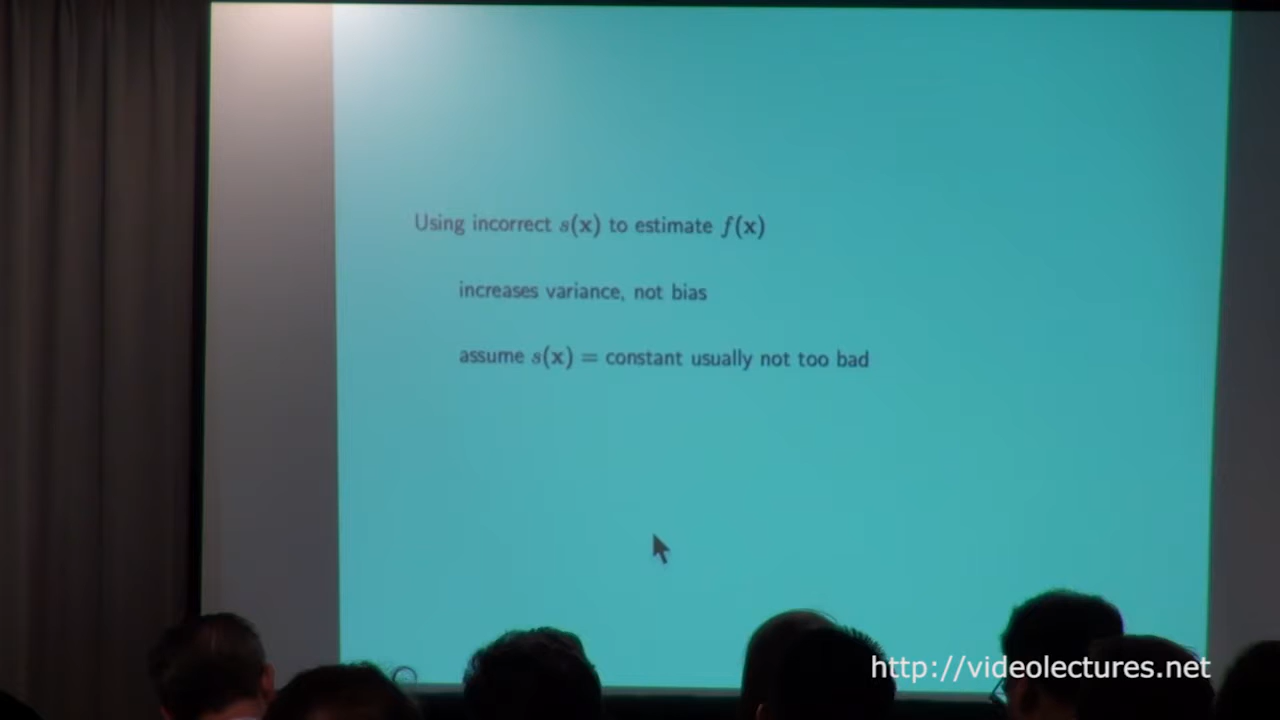 Using incorrect s(x) to estimate f(x)
increases variance, not bias
assume s(x) = constant usually not too bad
http://videolectures.net